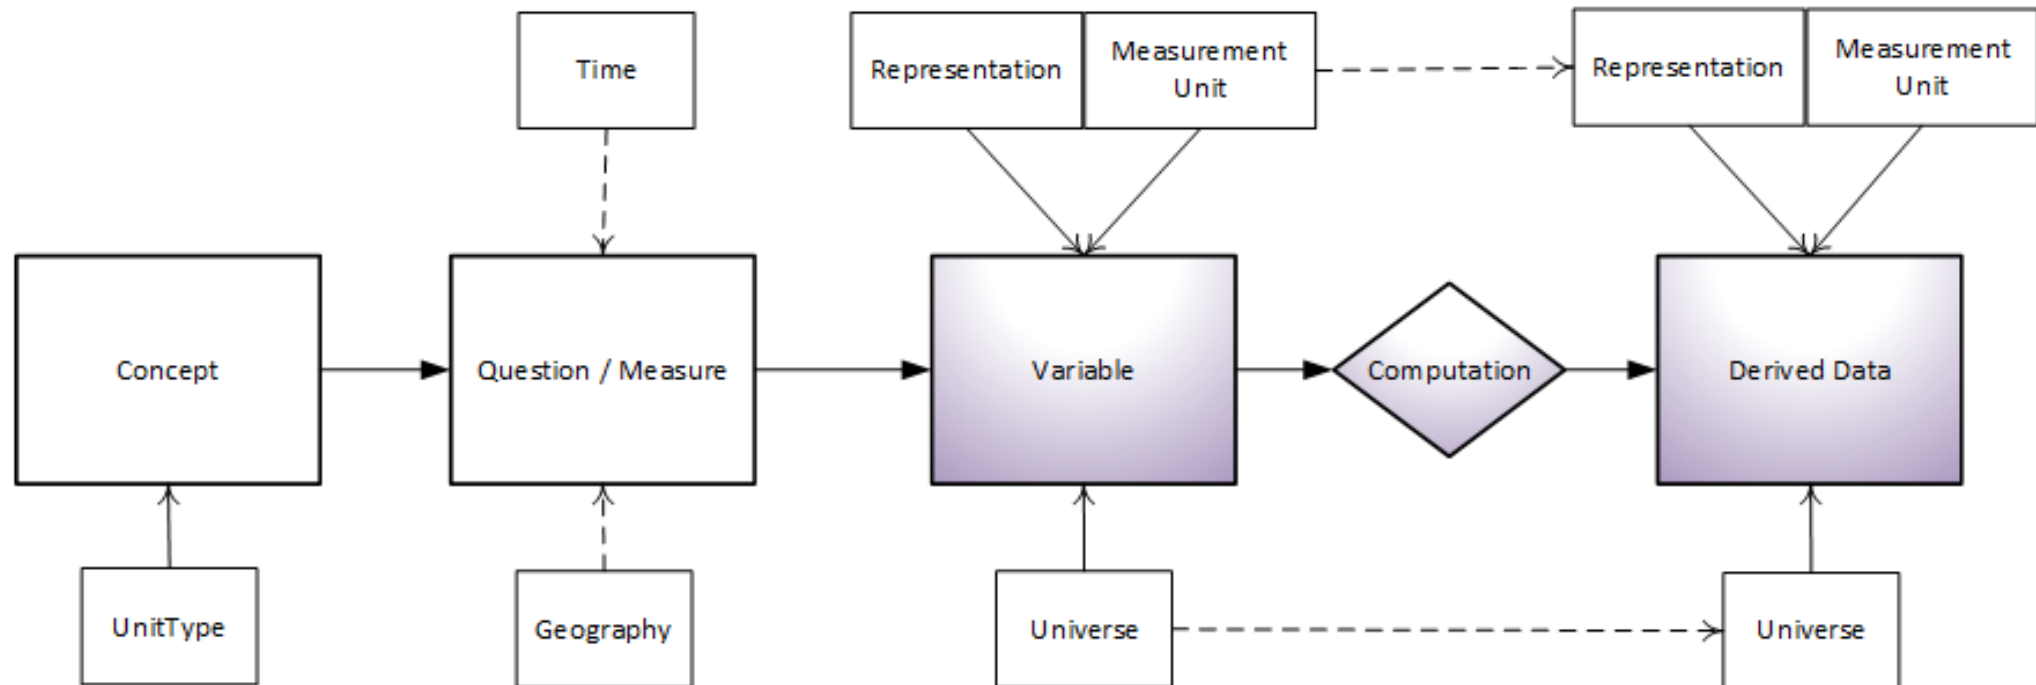 Time
Representation
Measurement
Unit
Representation
Measurement
Unit
Concept
Question / Measure
Variable
Computation
Derived Data
UnitType
Geography
Universe
Universe